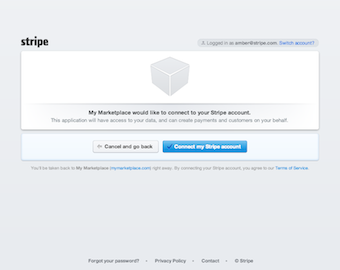 stripe
Logged in as amber@stripe.com. Switch account?
My Marketplace would like to connect to your Stripe account.
This application will have access to your data, and can create payments and customers on your behalf.
Cancel and go back
Connect my Stripe account
You'll be taken back to My Marketplace (mymarketplace.com) right away. By connecting your Stripe account, you agree to our Terms of Service.
Forgot your password? • Privacy Policy • Contact • © Stripe